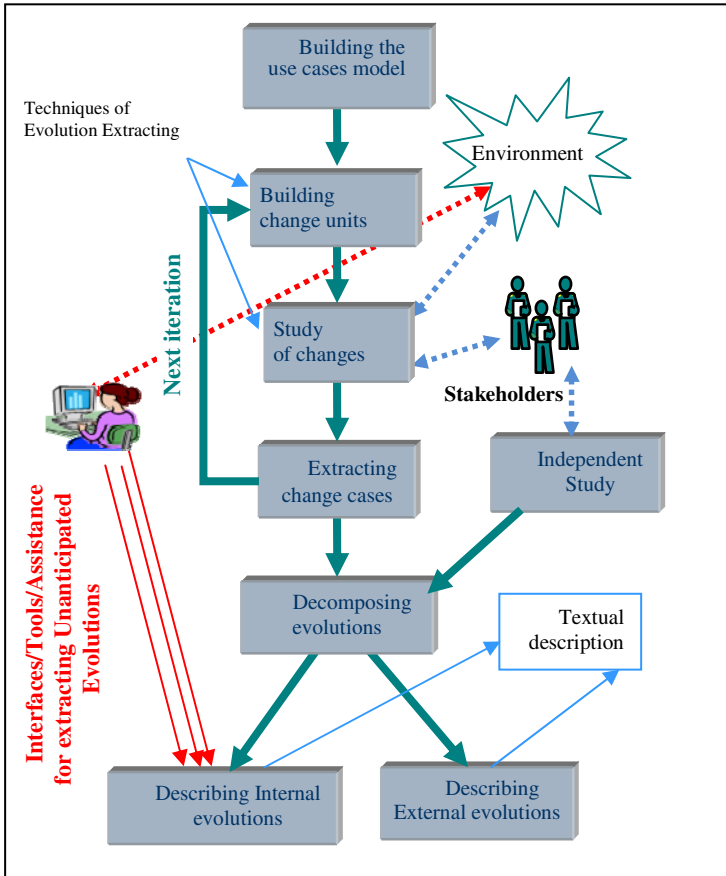 Building the
use cases model
Techniques of
Evolution Extracting
Environment
Building
change units
Next iteration
Study
of changes
Stakeholders
Extracting
change cases
Independent
Study
Interfaces/Tools/Assistance
for extracting Unanticipated
Evolutions
Decomposing
evolutions
Textual
description
Describing Internal
evolutions
Describing
External evolutions